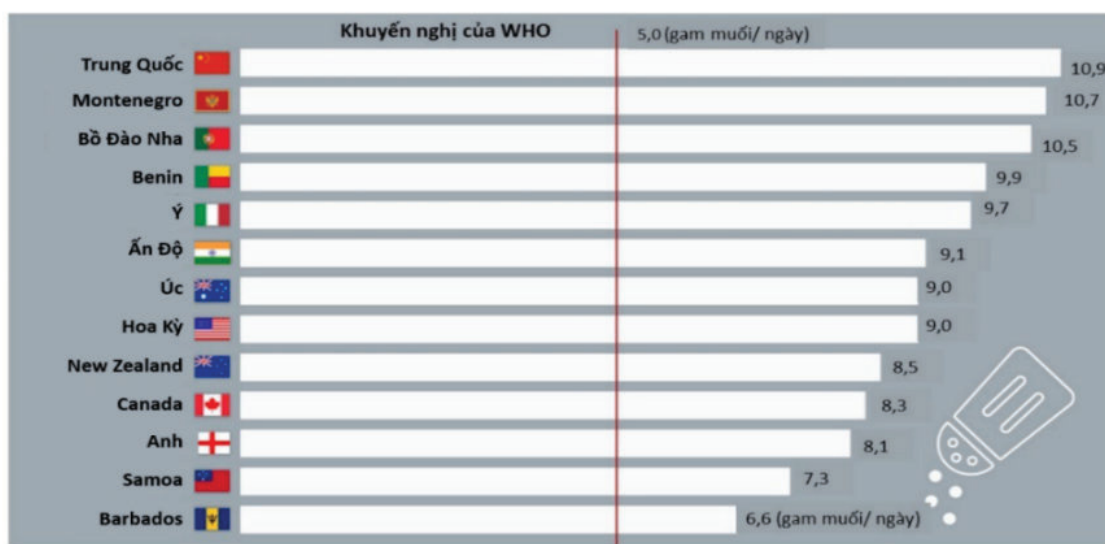 Khuyến nghị của WHO 5,0 (gam muối/ ngày)
Trung Quốc 10,9
Montenegro 10,7
Bồ Đào Nha 10,5
Benin 9,9
Ý 9,7
Ấn Độ 9,1
Úc 9,0
Hoa Kỳ 9,0
New Zealand 8,5
Canada 8,3
Anh 8,1
Samoa 7,3
Barbados 6,6 (gam muối/ ngày)